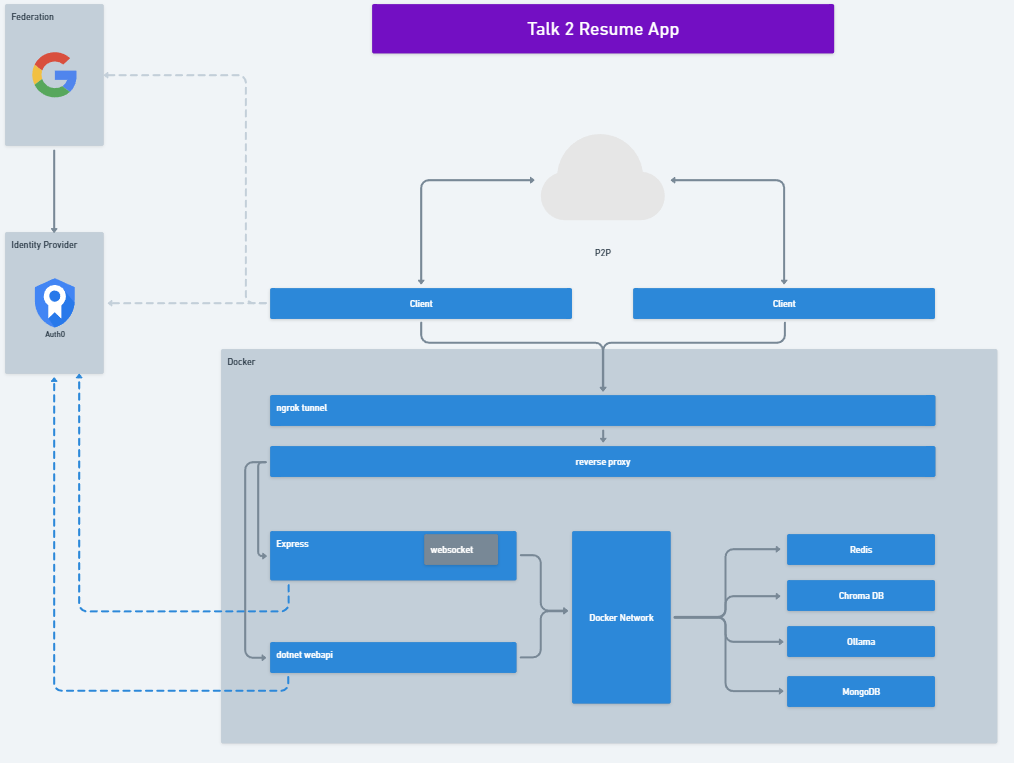 Federation
Talk 2 Resume App
P2P
Identity Provider
Auth0
Client
Client
Docker
ngrok tunnel
reverse proxy
Express
websocket
Redis
Chroma DB
Docker Network
Ollama
dotnet webapi
MongoDB